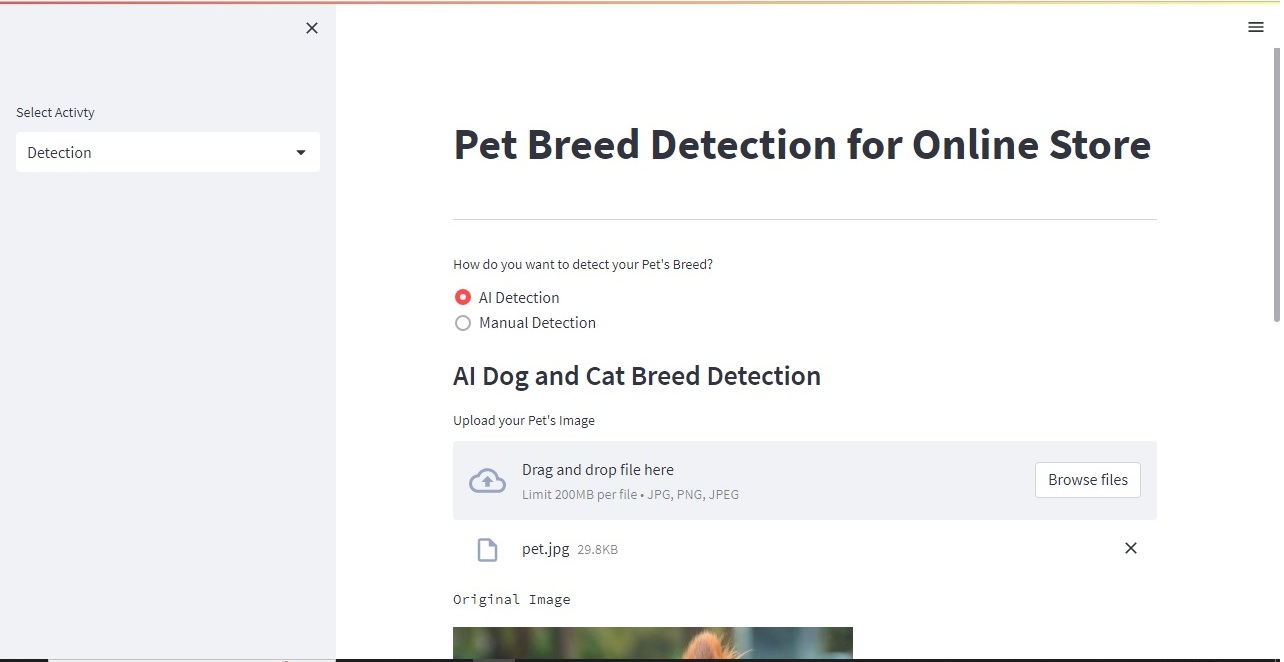 Select Activty
Detection
Pet Breed Detection for Online Store
How do you want to detect your Pet's Breed?
AI Detection
Manual Detection
AI Dog and Cat Breed Detection
Upload your Pet's Image
Drag and drop file here
Limit 200MB per file • JPG, PNG, JPEG
Browse files
pet.jpg 29.8KB
Original Image